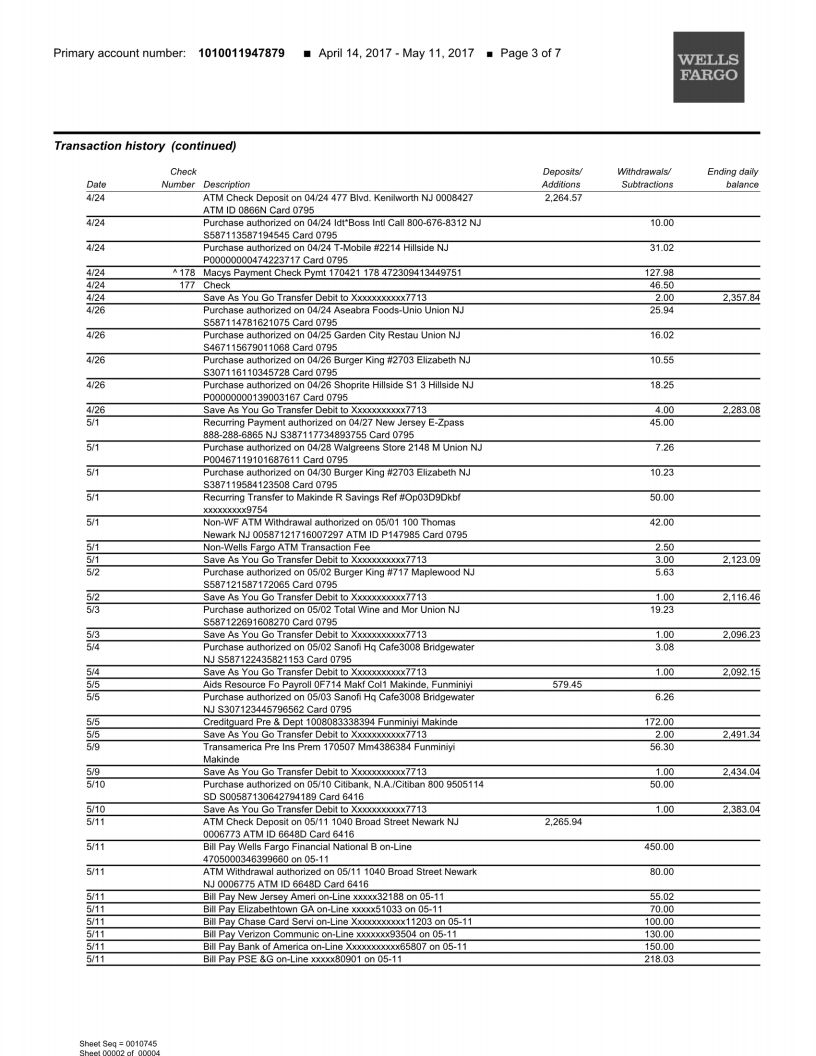 Primary account number: 1010011947879 ■ April 14, 2017 - May 11, 2017 ■ Page 3 of 7
WELLS
FARGO
Transaction history (continued)
Check Deposits/ Withdrawals/ Ending daily
Date Number Description Additions Subtractions balance
4/24 ATM Check Deposit on 04/24 477 Blvd. Kenilworth NJ 0008427 2,264.57
ATM ID 0866N Card 0795
4/24 Purchase authorized on 04/24 Idt*Boss Intl Call 800-676-8312 NJ 10.00
S587113587194545 Card 0795
4/24 Purchase authorized on 04/24 T-Mobile #2214 Hillside NJ 31.02
P00000000474223717 Card 0795
4/24 ^ 178 Macys Payment Check Pymt 170421 178 472309413449751 127.98
4/24 177 Check 46.50
4/24 Save As You Go Transfer Debit to Xxxxxxxxxxx7713 2.00 2,357.84
4/26 Purchase authorized on 04/24 Aseabra Foods-Unio Union NJ 25.94
S587114781621075 Card 0795
4/26 Purchase authorized on 04/25 Garden City Restau Union NJ 16.02
S467115679011068 Card 0795
4/26 Purchase authorized on 04/26 Burger King #2703 Elizabeth NJ 10.55
S307116110345728 Card 0795
4/26 Purchase authorized on 04/26 Shoprite Hillside S1 3 Hillside NJ 18.25
P00000000139003167 Card 0795
4/26 Save As You Go Transfer Debit to Xxxxxxxxxxx7713 4.00 2,283.08
5/1 Recurring Payment authorized on 04/27 New Jersey E-Zpass 45.00
888-288-6865 NJ S387117734893755 Card 0795
5/1 Purchase authorized on 04/28 Walgreens Store 2148 M Union NJ 7.26
P00467119101687611 Card 0795
5/1 Purchase authorized on 04/30 Burger King #2703 Elizabeth NJ 10.23
S387119584123508 Card 0795
5/1 Recurring Transfer to Makinde R Savings Ref #Op03D9Dkbf 50.00
xxxxxxxxx9754
5/1 Non-WF ATM Withdrawal authorized on 05/01 100 Thomas 42.00
Newark NJ 00587121716007297 ATM ID P147985 Card 0795
5/1 Non-Wells Fargo ATM Transaction Fee 2.50
5/1 Save As You Go Transfer Debit to Xxxxxxxxxxx7713 3.00 2,123.09
5/2 Purchase authorized on 05/02 Burger King #717 Maplewood NJ 5.63
S587121587172065 Card 0795
5/2 Save As You Go Transfer Debit to Xxxxxxxxxxx7713 1.00 2,116.46
5/3 Purchase authorized on 05/02 Total Wine and Mor Union NJ 19.23
S587122691608270 Card 0795
5/3 Save As You Go Transfer Debit to Xxxxxxxxxxx7713 1.00 2,096.23
5/4 Purchase authorized on 05/02 Sanofi Hq Cafe3008 Bridgewater 3.08
NJ S587122435821153 Card 0795
5/4 Save As You Go Transfer Debit to Xxxxxxxxxxx7713 1.00 2,092.15
5/5 Aids Resource Fo Payroll 0F714 Makf Col1 Makinde, Funminiyi 579.45
5/5 Purchase authorized on 05/03 Sanofi Hq Cafe3008 Bridgewater 6.26
NJ S307123445796562 Card 0795
5/5 Creditguard Pre & Dept 1008083338394 Funminiyi Makinde 172.00
5/5 Save As You Go Transfer Debit to Xxxxxxxxxxx7713 2.00 2,491.34
5/9 Transamerica Pre Ins Prem 170507 Mm4386384 Funminiyi 56.30
Makinde
5/9 Save As You Go Transfer Debit to Xxxxxxxxxxx7713 1.00 2,434.04
5/10 Purchase authorized on 05/10 Citibank, N.A./Citiban 800 9505114 50.00
SD S00587130642794189 Card 6416
5/10 Save As You Go Transfer Debit to Xxxxxxxxxxx7713 1.00 2,383.04
5/11 ATM Check Deposit on 05/11 1040 Broad Street Newark NJ 2,265.94
0006773 ATM ID 6648D Card 6416
5/11 Bill Pay Wells Fargo Financial National B on-Line 450.00
4705000346399660 on 05-11
5/11 ATM Withdrawal authorized on 05/11 1040 Broad Street Newark 80.00
NJ 0006775 ATM ID 6648D Card 6416
5/11 Bill Pay New Jersey Ameri on-Line xxxxx32188 on 05-11 55.02
5/11 Bill Pay Elizabethtown GA on-Line xxxxx51033 on 05-11 70.00
5/11 Bill Pay Chase Card Servi on-Line Xxxxxxxxxxx11203 on 05-11 100.00
5/11 Bill Pay Verizon Communic on-Line xxxxxxx93504 on 05-11 130.00
5/11 Bill Pay Bank of America on-Line Xxxxxxxxxxx65807 on 05-11 150.00
5/11 Bill Pay PSE &G on-Line xxxxx80901 on 05-11 218.03
Sheet Seq = 0010745
Sheet 00002 of 00004